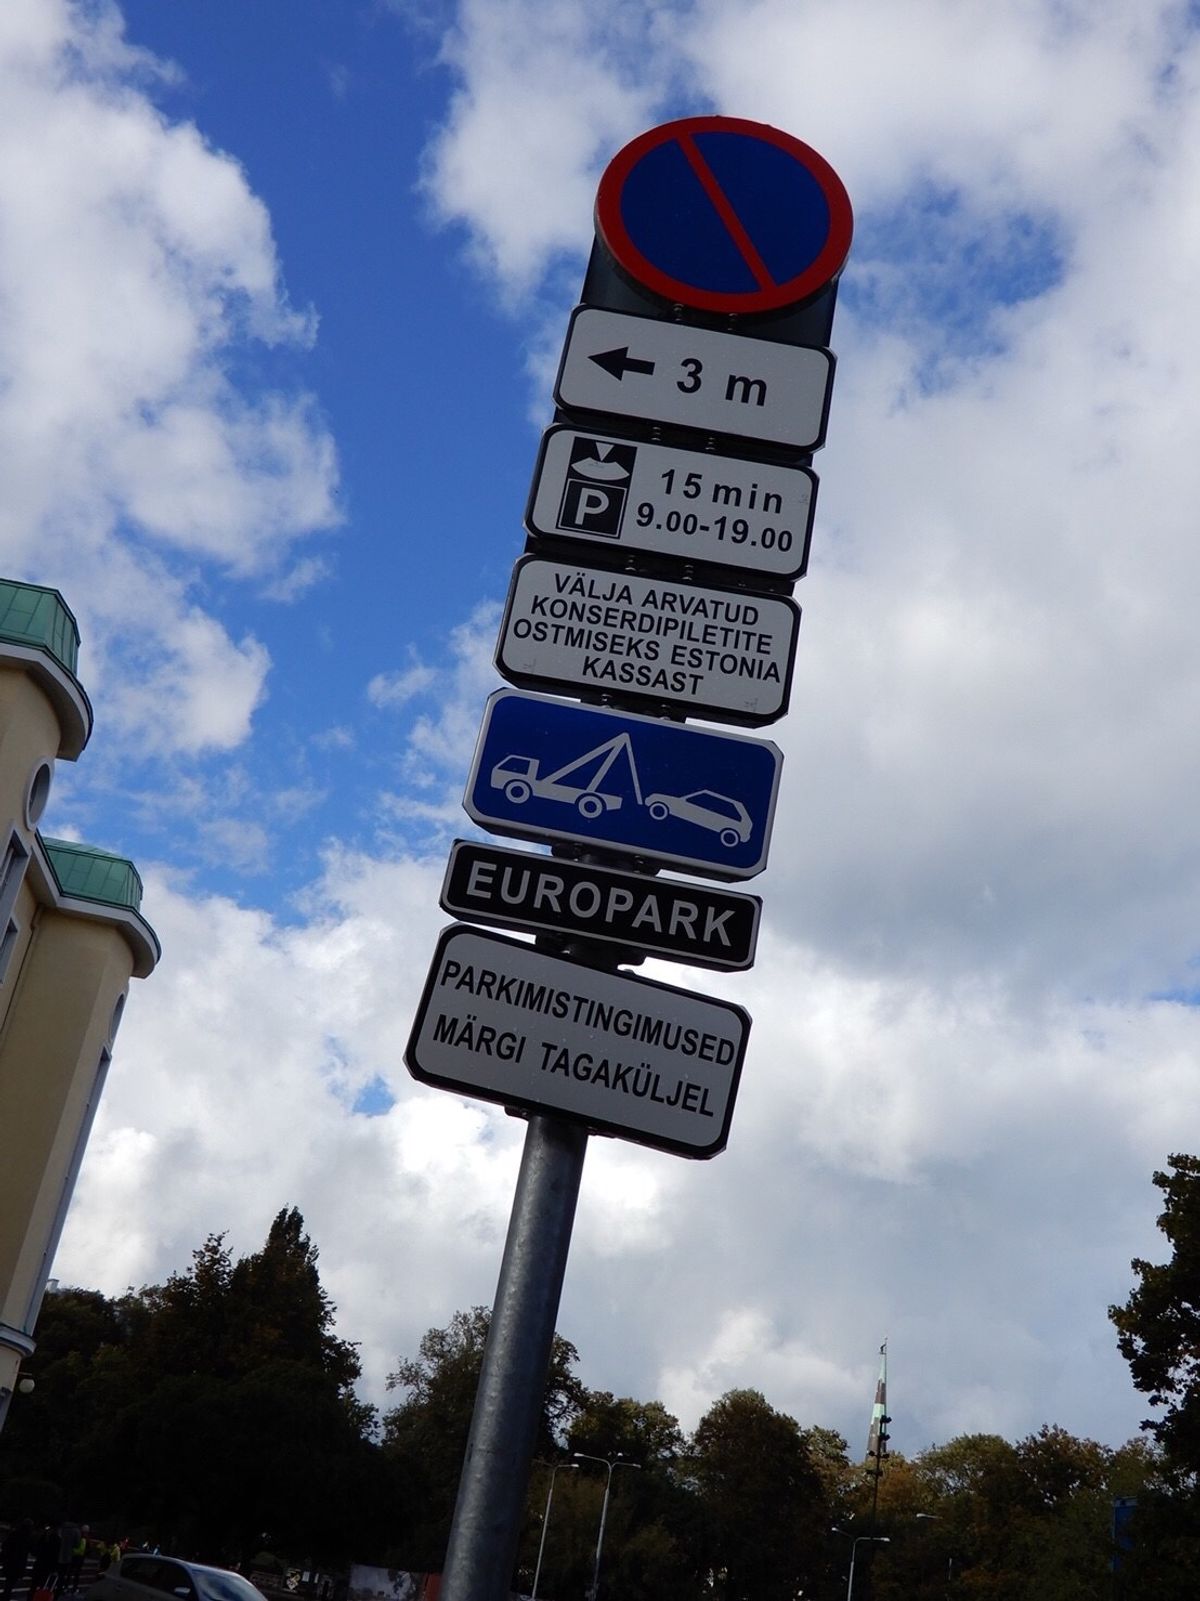 3 m
P
15 min
9.00-19.00
VÄLJA ARVATUD
KONSERDIPILETITE
OSTMISEKS ESTONIA
KASSAST
EUROPARK
PARKIMISTINGIMUSED
MÄRGI TAGAKÜLJEL